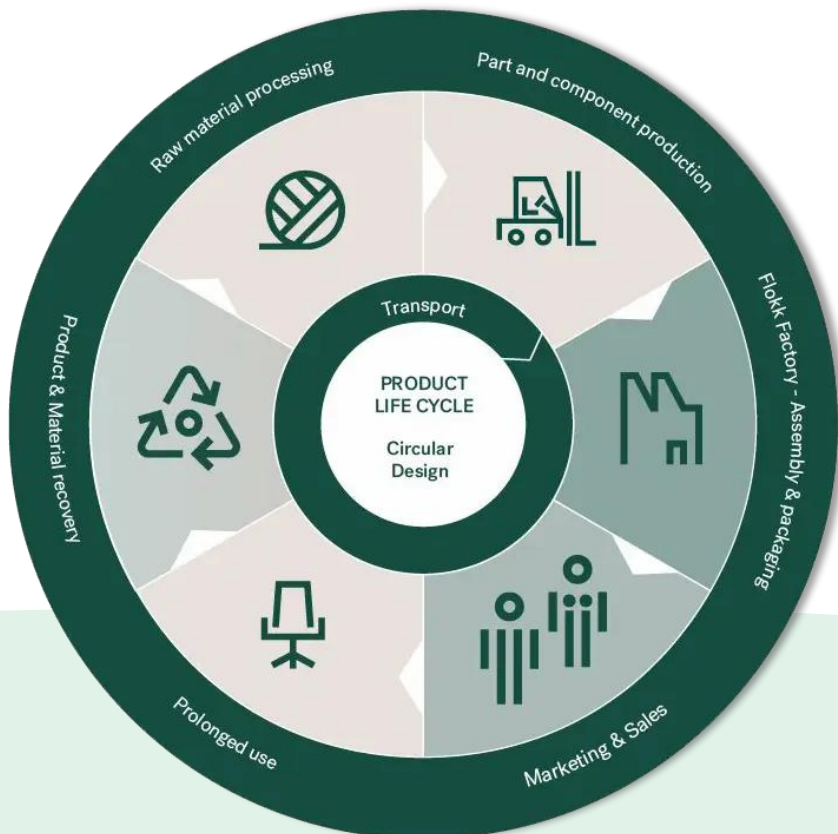 Raw material processing
Part and component production
Flokk Factory - Assembly & packaging
Marketing & Sales
Prolonged use
Product & Material recovery
Transport
PRODUCT
LIFE CYCLE
Circular
Design